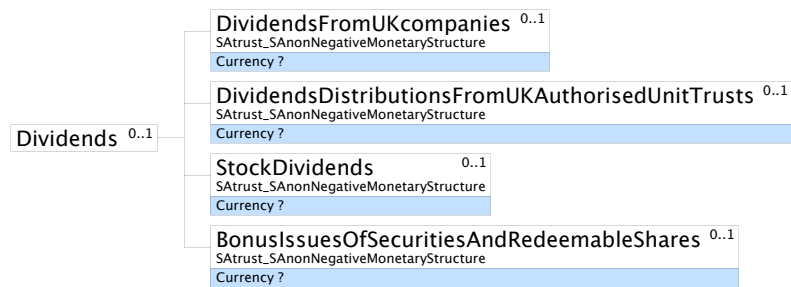 DividendsFromUKcompanies 0..1
SAtrust_SAnonNegativeMonetaryStructure
Currency ?
DividendsDistributionsFromUKAuthorisedUnitTrusts 0..1
SAtrust_SAnonNegativeMonetaryStructure
Currency ?
Dividends 0..1
StockDividends 0..1
SAtrust_SAnonNegativeMonetaryStructure
Currency ?
BonusIssuesOfSecuritiesAndRedeemableShares 0..1
SAtrust_SAnonNegativeMonetaryStructure
Currency ?